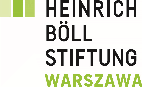 HEINRICH
BÖLL
STIFTUNG
WARSZAWA